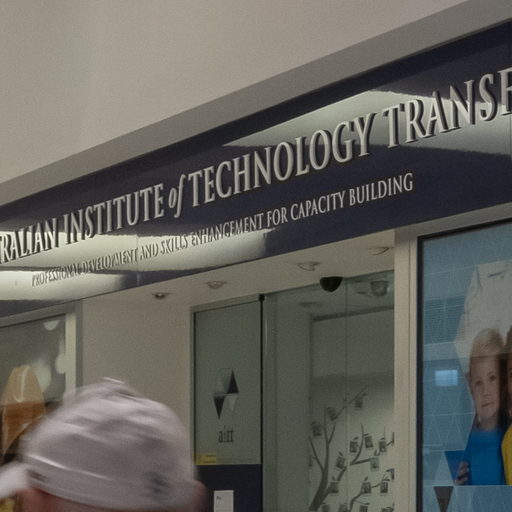 RALIAN INSTITUTE of TECHNOLOGY TRANSF
PROFESSIONAL DEVELOPMENT AND SKILLS ENHANCEMENT FOR CAPACITY BUILDING
aitt